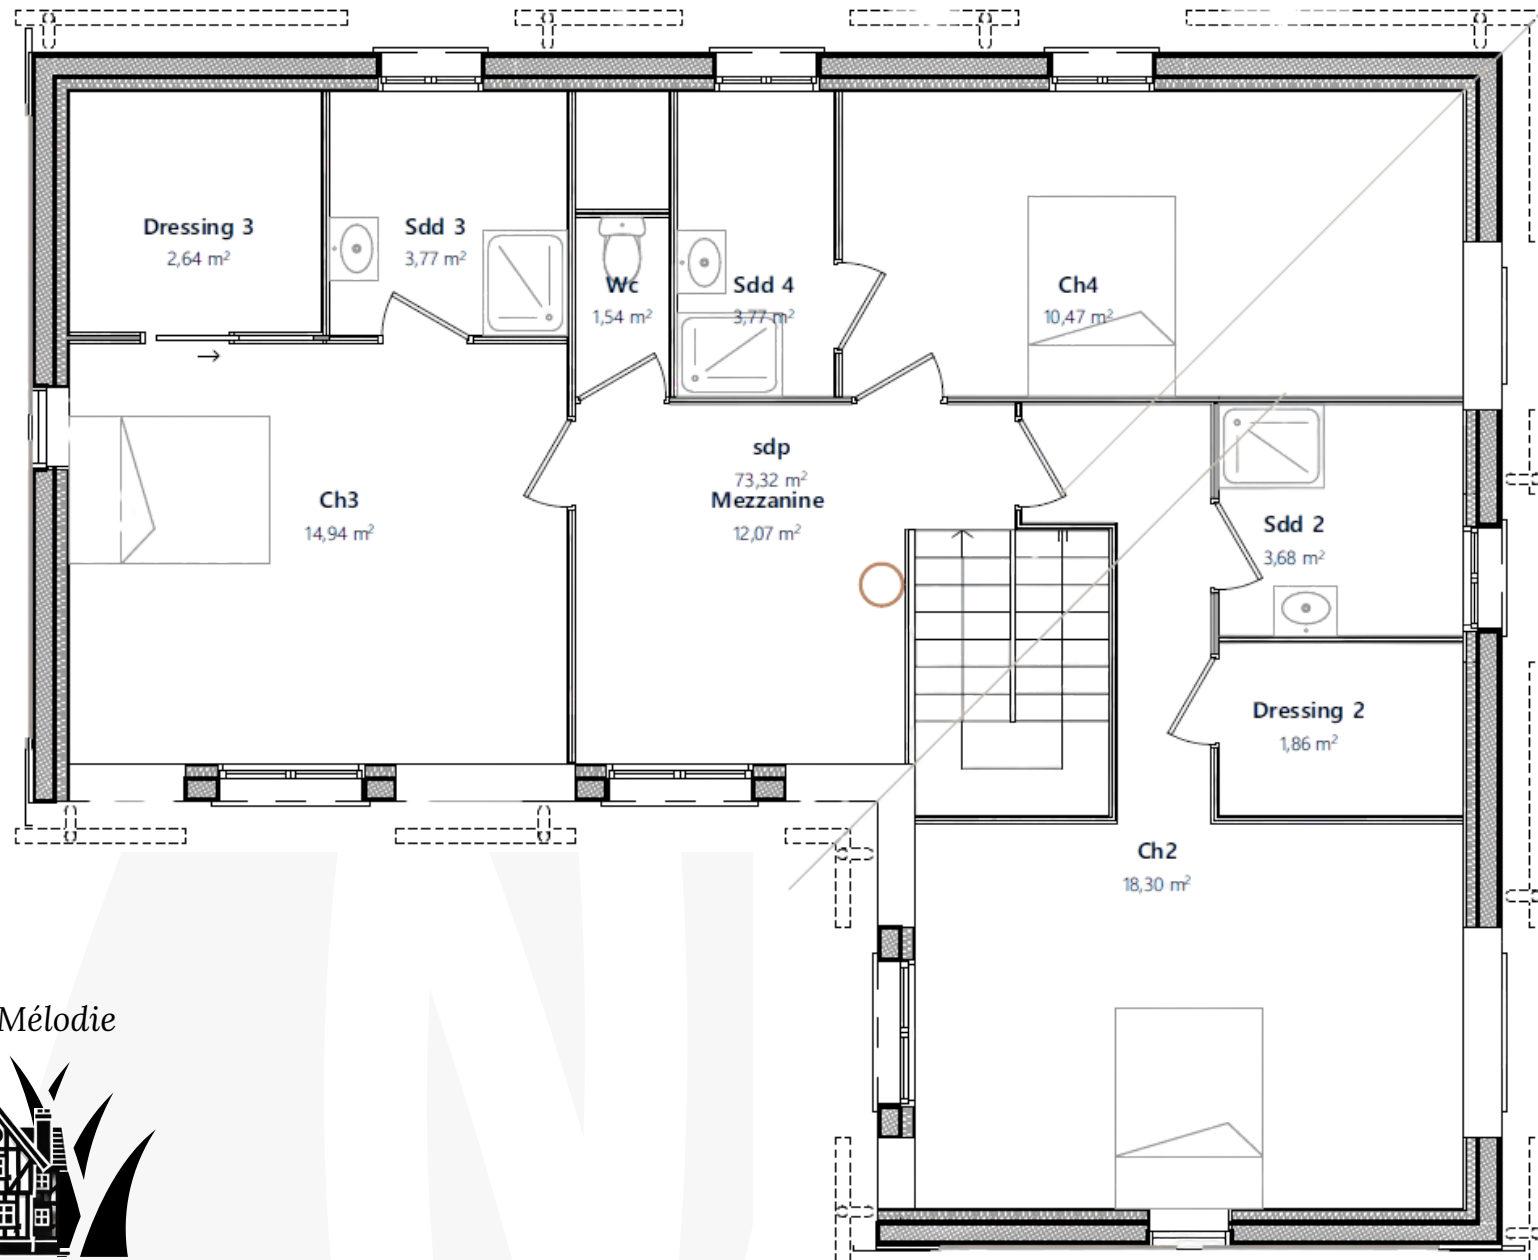 Dressing 3
2,64 m²
Sdd 3
3,77 m²
Wc
1,54 m²
Sdd 4
3,77 m²
Ch4
10,47 m²
sdp
73,32 m²
Mezzanine
12,07 m²
Ch3
14,94 m²
Sdd 2
3,68 m²
Dressing 2
1,86 m²
Ch2
18,30 m²
Mélodie